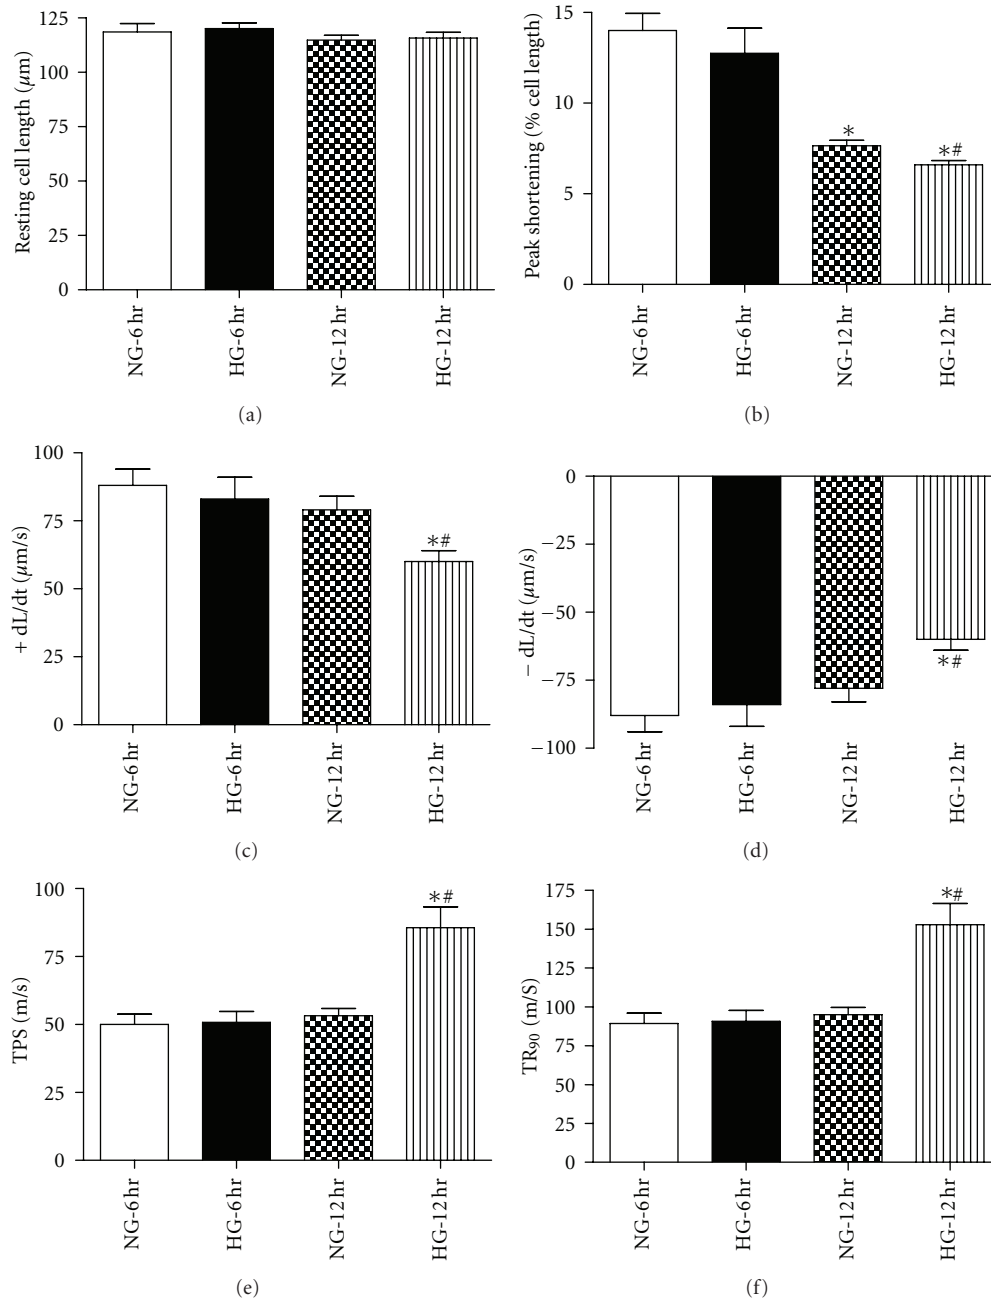 Resting cell length (μm)
125
100
75
50
25
0
NG-6 hr
HG-6 hr
NG-12 hr
HG-12 hr
(a)
Peak shortening (% cell length)
15
10
5
0
*
*#
NG-6 hr
HG-6 hr
NG-12 hr
HG-12 hr
(b)
+ dL/dt (μm/s)
100
75
50
25
0
*#
NG-6 hr
HG-6 hr
NG-12 hr
HG-12 hr
(c)
− dL/dt (μm/s)
0
−25
−50
−75
−100
*#
NG-6 hr
HG-6 hr
NG-12 hr
HG-12 hr
(d)
TPS (m/s)
100
75
50
25
0
*#
NG-6 hr
HG-6 hr
NG-12 hr
HG-12 hr
(e)
TR90 (m/S)
175
150
125
100
75
50
25
0
*#
NG-6 hr
HG-6 hr
NG-12 hr
HG-12 hr
(f)